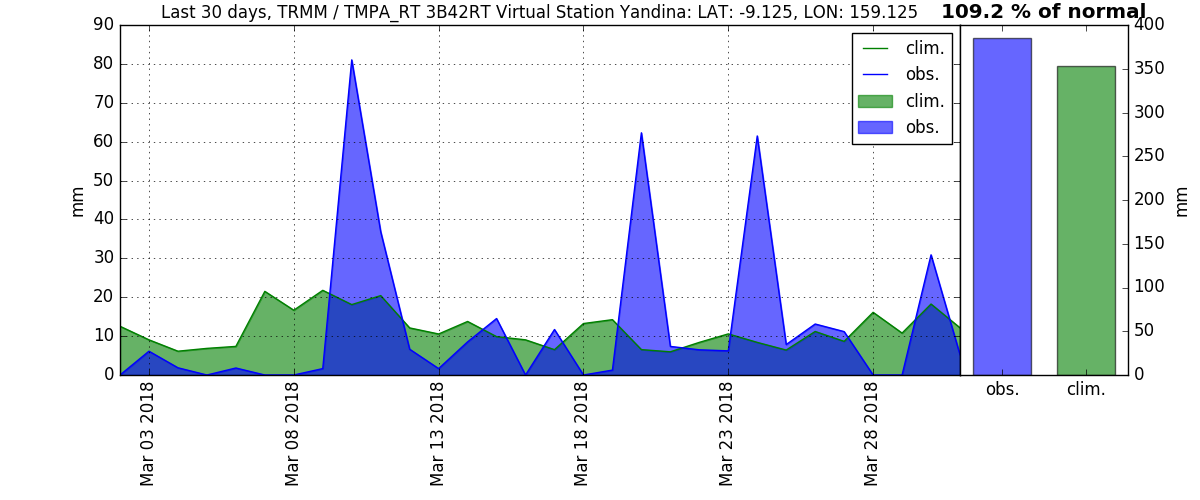 Last 30 days, TRMM / TMPA_RT 3B42RT Virtual Station Yandina: LAT: -9.125, LON: 159.125
109.2 % of normal
90
80
70
60
50
40
30
20
10
0
mm
clim.
obs.
clim.
obs.
400
350
300
250
200
150
100
50
0
mm
obs.
clim.
Mar 03 2018
Mar 08 2018
Mar 13 2018
Mar 18 2018
Mar 23 2018
Mar 28 2018